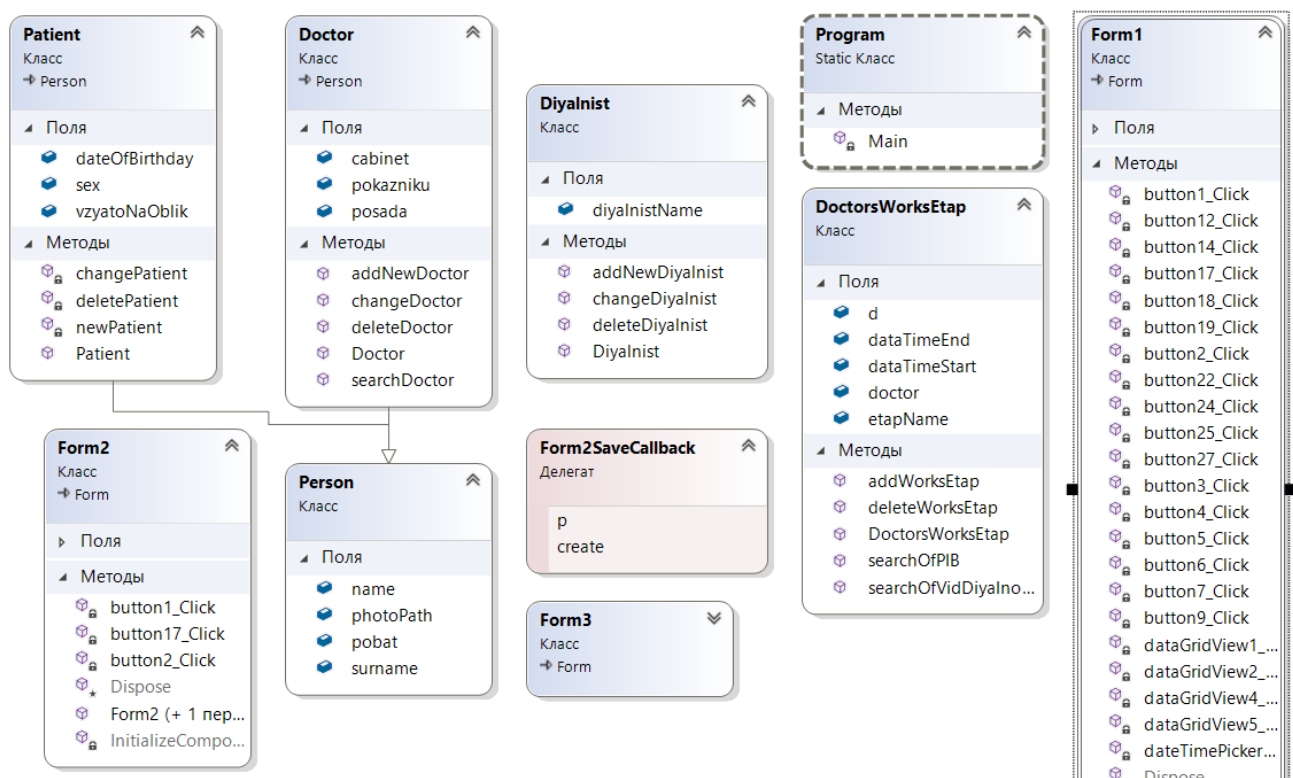 Patient
Класс
Person
Поля
dateOfBirthday
sex
vzyatoNaOblik
Методы
changePatient
deletePatient
newPatient
Patient
Doctor
Класс
Person
Поля
cabinet
pokazniku
posada
Методы
addNewDoctor
changeDoctor
deleteDoctor
Doctor
searchDoctor
Diyalnist
Класс
Поля
diyalnistName
Методы
addNewDiyalnist
changeDiyalnist
deleteDiyalnist
Diyalnist
Program
Static Класс
Методы
Main
DoctorsWorksEtap
Класс
Поля
d
dataTimeEnd
dataTimeStart
doctor
etapName
Методы
addWorksEtap
deleteWorksEtap
DoctorsWorksEtap
searchOfPIB
searchOfVidDiyalno...
Form1
Класс
Form
Поля
Методы
button1_Click
button12_Click
button14_Click
button17_Click
button18_Click
button19_Click
button2_Click
button22_Click
button24_Click
button25_Click
button27_Click
button3_Click
button4_Click
button5_Click
button6_Click
button7_Click
button9_Click
dataGridView1_...
dataGridView2_...
dataGridView4_...
dataGridView5_...
dateTimePicker...
Dispose
Form2
Класс
Form
Поля
Методы
button1_Click
button17_Click
button2_Click
Dispose
Form2 (+ 1 пер...
InitializeCompo...
Person
Класс
Поля
name
photoPath
pobat
surname
Form2SaveCallback
Делегат
p
create
Form3
Класс
Form